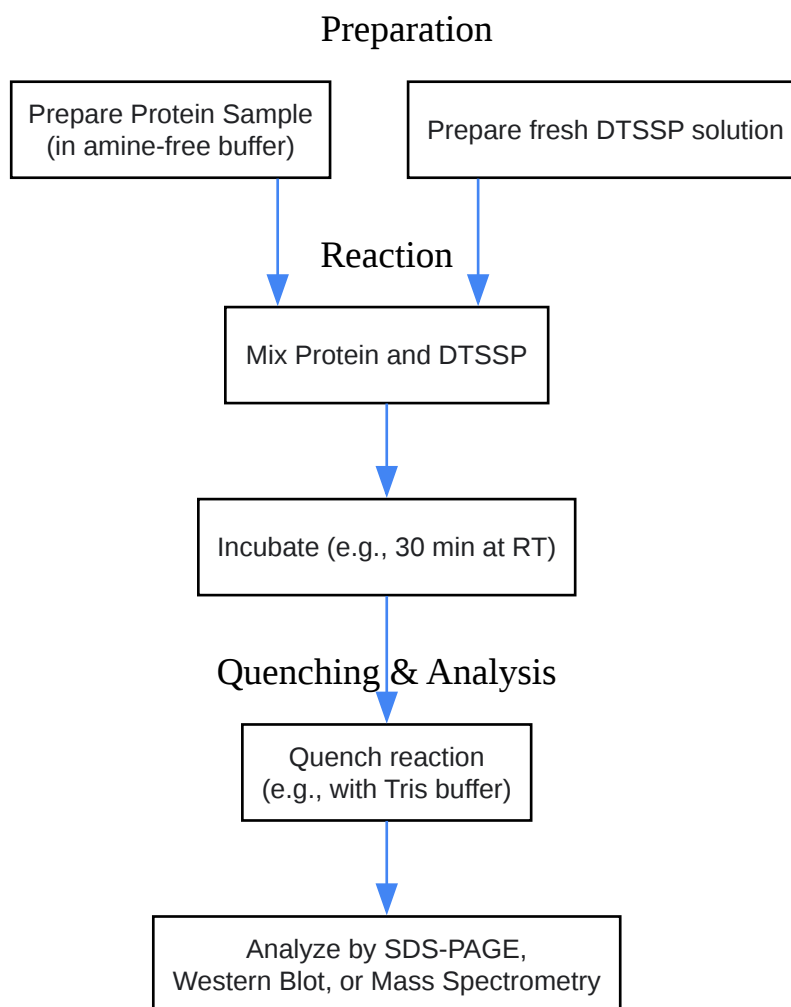 Preparation
Prepare Protein Sample
(in amine-free buffer)
Prepare fresh DTSSP solution
Reaction
Mix Protein and DTSSP
Incubate (e.g., 30 min at RT)
Quenching & Analysis
Quench reaction
(e.g., with Tris buffer)
Analyze by SDS-PAGE,
Western Blot, or Mass Spectrometry